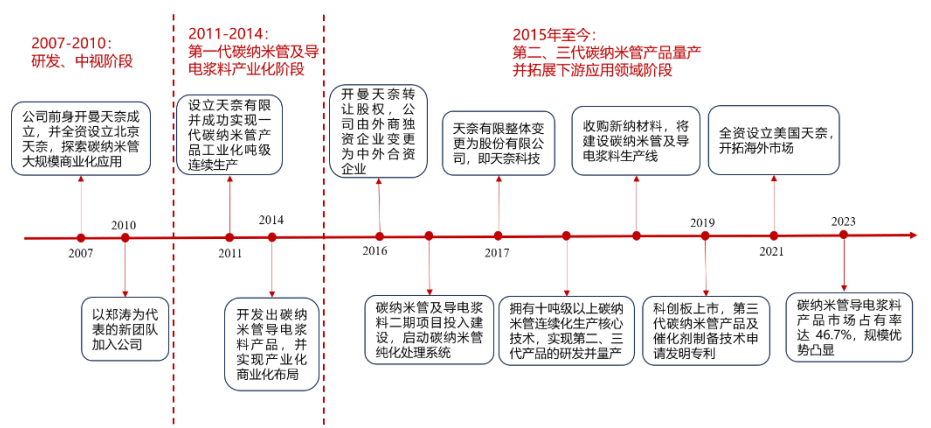 2007-2010：
研发、中视阶段
2011-2014：
第一代碳纳米管及导
电浆料产业化阶段
2015年至今：
第二、三代碳纳米管产品量产
并拓展下游应用领域阶段
公司前身开曼天奈成
立，并全资设立北京
天奈，探索碳纳米管
大规模商业化应用
设立天奈有限
并成功实现一
代碳纳米管产
品工业化吨级
连续生产
开曼天奈转
让股权，公
司由外商独
资企业变更
为中外合资
企业
天奈有限整体变
更为股份有限公
司，即天奈科技
收购新纳材料，将
建设碳纳米管及导
电浆料生产线
全资设立美国天奈,
开拓海外市场
2007
2010
2011
2014
2016
2017
2019
2021
2023
以郑涛为代
表的新团队
加入公司
开发出碳纳
米管导电浆
料产品，并
实现产业化
商业化布局
碳纳米管及导电浆
料二期项目投入建
设，启动碳纳米管
纯化处理系统
拥有十吨级以上碳纳
米管连续化生产核心
技术，实现第二、三
代产品的研发并量产
科创板上市，第三
代碳纳米管产品及
催化剂制备技术申
请发明专利
碳纳米管导电浆料
产品市场占有率
达 46.7%，规模优
势凸显